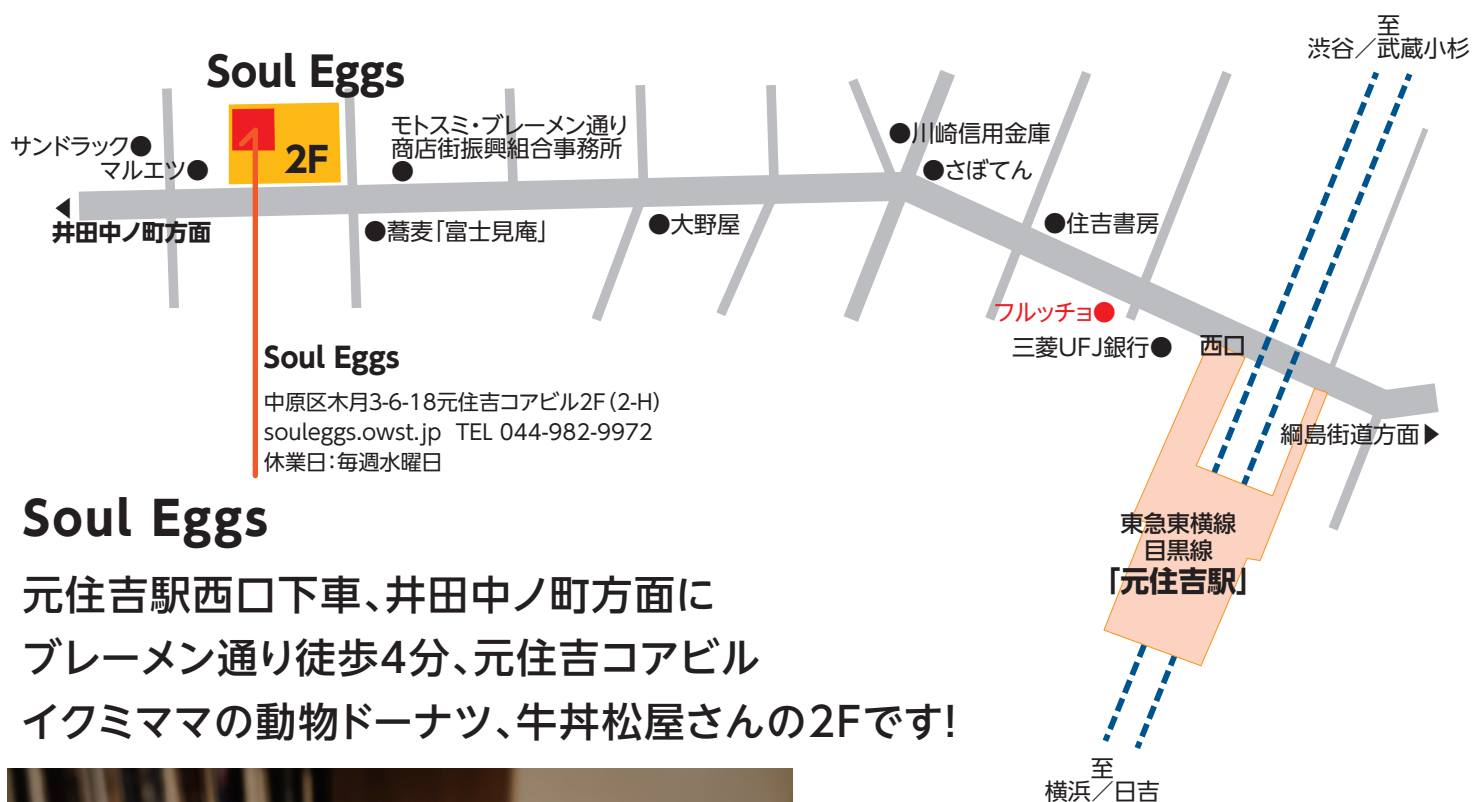 至
渋谷／武蔵小杉
Soul Eggs
2F
サンドラック●
マルエツ●
モトスミ・ブレーメン通り
商店街振興組合事務所
●
●川崎信用金庫
●さぼてん
◀
井田中ノ町方面
●蕎麦「富士見庵」
●大野屋
●住吉書房
フルッチョ●
三菱UFJ銀行●
西口
綱島街道方面▶
Soul Eggs
中原区木月3-6-18元住吉コアビル2F（2-H）
souleggs.owst.jp TEL 044-982-9972
休業日：毎週水曜日
東急東横線
目黒線
「元住吉駅」
Soul Eggs
元住吉駅西口下車、井田中ノ町方面に
ブレーメン通り徒歩4分、元住吉コアビル
イクミママの動物ドーナツ、牛丼松屋さんの2Fです!
至
横浜／日吉